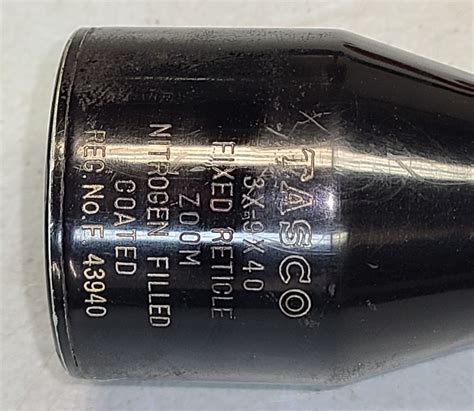 TASCO
3X-9X40
FIXED RETICLE
ZOOM
NITROGEN FILLED
COATED
REG No. F. 43940